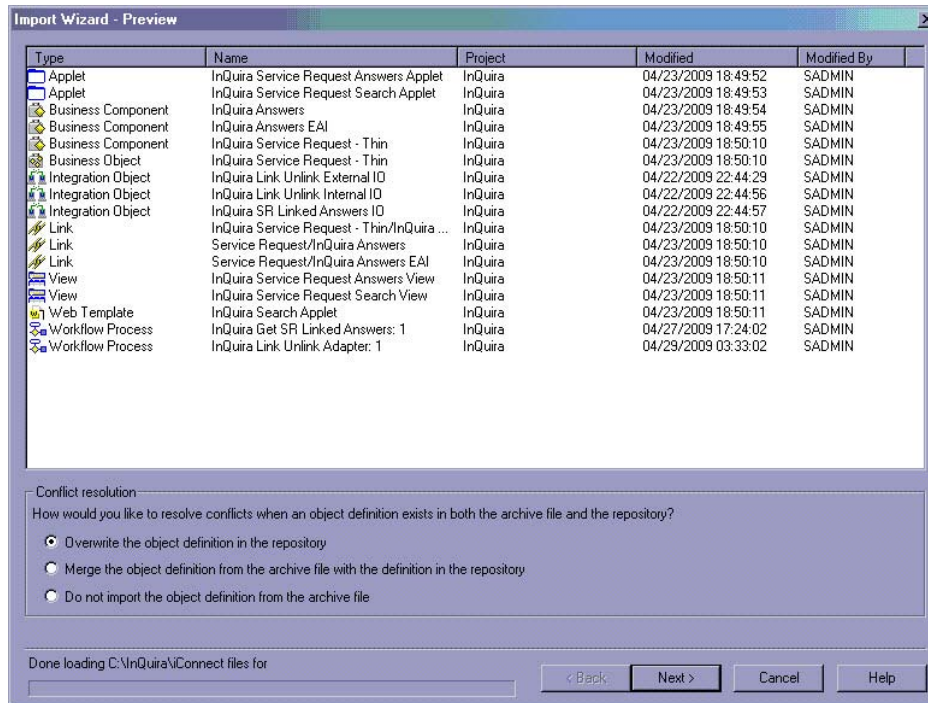 Import Wizard - Preview
Type Name Project Modified Modified By
Applet InQuira Service Request Answers Applet InQuira 04/23/2009 18:49:52 SADMIN
Applet InQuira Service Request Search Applet InQuira 04/23/2009 18:49:53 SADMIN
Business Component InQuira Answers InQuira 04/23/2009 18:49:54 SADMIN
Business Component InQuira Answers EAI InQuira 04/23/2009 18:49:55 SADMIN
Business Component InQuira Service Request - Thin InQuira 04/23/2009 18:50:10 SADMIN
Business Object InQuira Service Request - Thin InQuira 04/23/2009 18:50:10 SADMIN
Integration Object InQuira Link Unlink External IO InQuira 04/22/2009 22:44:29 SADMIN
Integration Object InQuira Link Unlink Internal IO InQuira 04/22/2009 22:44:56 SADMIN
Integration Object InQuira SR Linked Answers IO InQuira 04/22/2009 22:44:57 SADMIN
Link InQuira Service Request - Thin/InQuira ... InQuira 04/23/2009 18:50:10 SADMIN
Link Service Request/InQuira Answers InQuira 04/23/2009 18:50:10 SADMIN
Link Service Request/InQuira Answers EAI InQuira 04/23/2009 18:50:10 SADMIN
View InQuira Service Request Answers View InQuira 04/23/2009 18:50:11 SADMIN
View InQuira Service Request Search View InQuira 04/23/2009 18:50:11 SADMIN
Web Template InQuira Search Applet InQuira 04/23/2009 18:50:11 SADMIN
Workflow Process InQuira Get SR Linked Answers: 1 InQuira 04/27/2009 17:24:02 SADMIN
Workflow Process InQuira Link Unlink Adapter: 1 InQuira 04/29/2009 03:33:02 SADMIN
Conflict resolution
How would you like to resolve conflicts when an object definition exists in both the archive file and the repository?
Overwrite the object definition in the repository
Merge the object definition from the archive file with the definition in the repository
Do not import the object definition from the archive file
Done loading C:\InQuira\iConnect files for
< Back Next > Cancel Help